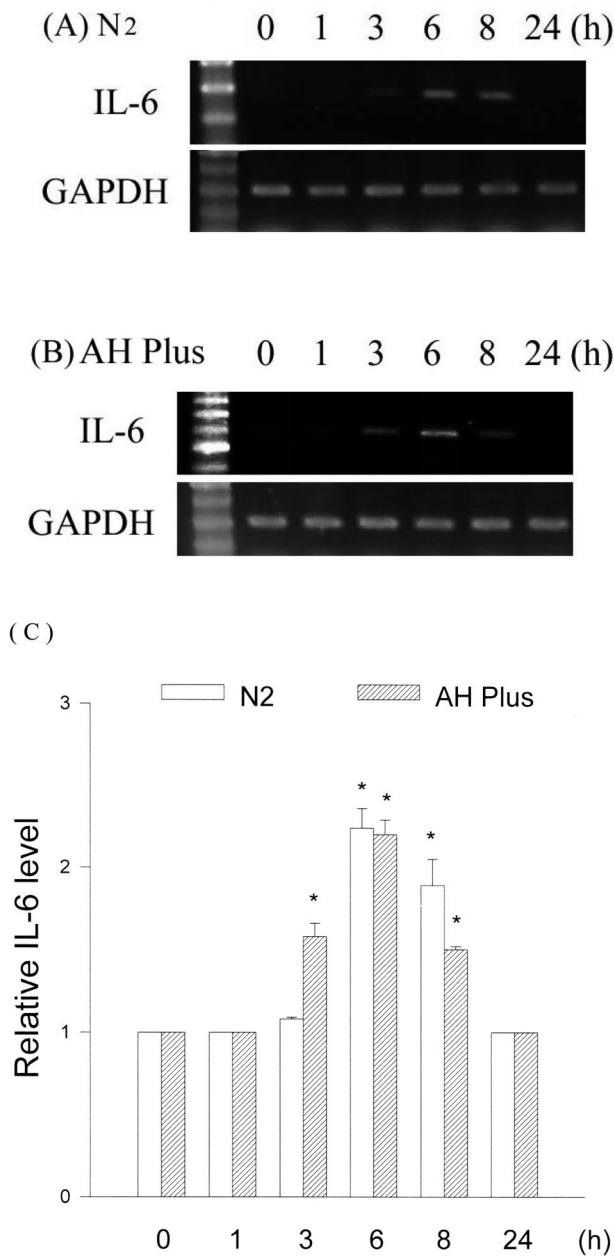 (A) N2 0 1 3 6 8 24 (h)
IL-6
GAPDH
(B) AH Plus 0 1 3 6 8 24 (h)
IL-6
GAPDH
( C )
3 N2 AH Plus
* *
2 * * *
Relative IL-6 level
1
0
0 1 3 6 8 24 (h)